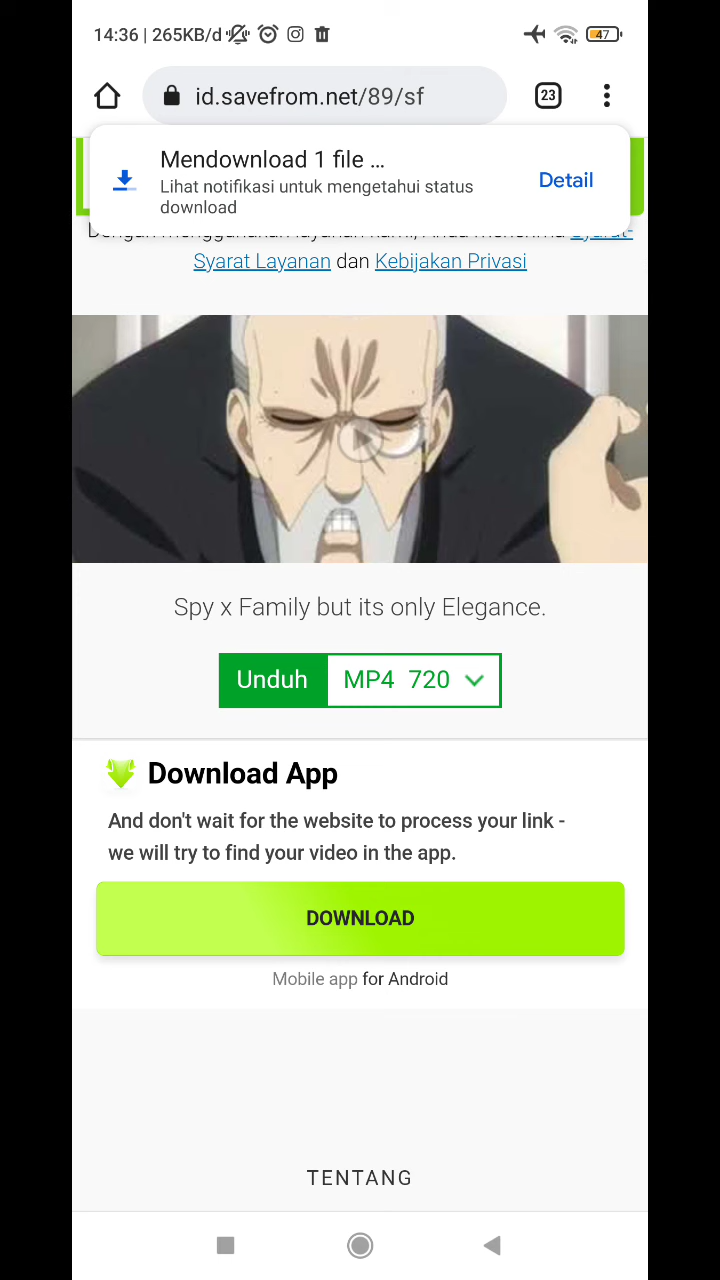 14:36 | 265KB/d
47
id.savefrom.net/89/sf
23
Mendownload 1 file ...
Lihat notifikasi untuk mengetahui status
download
Detail
Syarat Layanan dan Kebijakan Privasi
Spy x Family but its only Elegance.
Unduh MP4 720
Download App
And don't wait for the website to process your link -
we will try to find your video in the app.
DOWNLOAD
Mobile app for Android
TENTANG